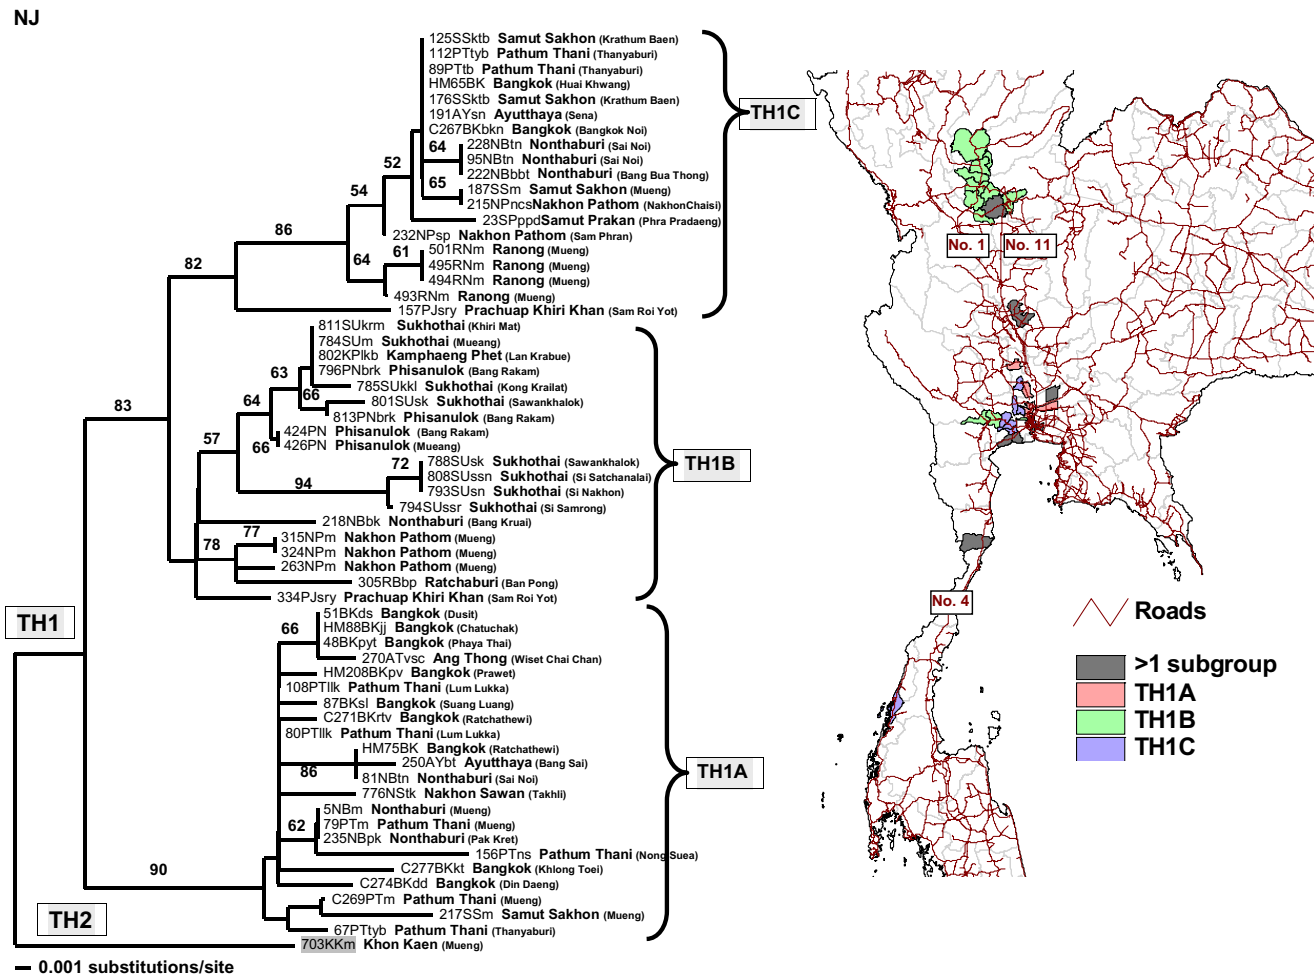 NJ
125SSktb Samut Sakhon (Krathum Baen)
112PTtyb Pathum Thani (Thanyaburi)
89PTtb Pathum Thani (Thanyaburi)
HM65BK Bangkok (Huai Khwang)
176SSktb Samut Sakhon (Krathum Baen)
191AYsn Ayutthaya (Sena)
C267BKbkn Bangkok (Bangkok Noi)
64 228NBtn Nonthaburi (Sai Noi)
95NBtn Nonthaburi (Sai Noi)
222NBbbt Nonthaburi (Bang Bua Thong)
65 187SSm Samut Sakhon (Mueng)
215NPncsNakhon Pathom (NakhonChaisi)
23SPppdSamut Prakan (Phra Pradaeng)
232NPsp Nakhon Pathom (Sam Phran)
501RNm Ranong (Mueng)
495RNm Ranong (Mueng)
494RNm Ranong (Mueng)
493RNm Ranong (Mueng)
157PJsry Prachuap Khiri Khan (Sam Roi Yot)
52
54
86
61
64
82
TH1C
811SUkrm Sukhothai (Khiri Mat)
784SUm Sukhothai (Mueang)
802KPlkb Kamphaeng Phet (Lan Krabue)
796PNbrk Phisanulok (Bang Rakam)
785SUkkl Sukhothai (Kong Krailat)
801SUsk Sukhothai (Sawankhalok)
813PNbrk Phisanulok (Bang Rakam)
424PN Phisanulok (Bang Rakam)
426PN Phisanulok (Mueang)
788SUsk Sukhothai (Sawankhalok)
808SUssn Sukhothai (Si Satchanalai)
793SUsn Sukhothai (Si Nakhon)
794SUssr Sukhothai (Si Samrong)
218NBbk Nonthaburi (Bang Kruai)
315NPm Nakhon Pathom (Mueng)
324NPm Nakhon Pathom (Mueng)
263NPm Nakhon Pathom (Mueng)
305RBbp Ratchaburi (Ban Pong)
334PJsry Prachuap Khiri Khan (Sam Roi Yot)
63
66
64
83
57
66
72
94
77
78
TH1B
51BKds Bangkok (Dusit)
HM88BKjj Bangkok (Chatuchak)
48BKpyt Bangkok (Phaya Thai)
270ATvsc Ang Thong (Wiset Chai Chan)
HM208BKpv Bangkok (Prawet)
108PTllk Pathum Thani (Lum Lukka)
87BKsl Bangkok (Suang Luang)
C271BKrtv Bangkok (Ratchathewi)
80PTllk Pathum Thani (Lum Lukka)
HM75BK Bangkok (Ratchathewi)
250AYbt Ayutthaya (Bang Sai)
81NBtn Nonthaburi (Sai Noi)
776NStk Nakhon Sawan (Takhli)
5NBm Nonthaburi (Mueng)
79PTm Pathum Thani (Mueng)
235NBpk Nonthaburi (Pak Kret)
156PTns Pathum Thani (Nong Suea)
C277BKkt Bangkok (Khlong Toei)
C274BKdd Bangkok (Din Daeng)
C269PTm Pathum Thani (Mueng)
217SSm Samut Sakhon (Mueng)
67PTtyb Pathum Thani (Thanyaburi)
66
86
62
90
TH1A
TH1
TH2
703KKm Khon Kaen (Mueng)
0.001 substitutions/site
No. 1
No. 11
No. 4
Roads
>1 subgroup
TH1A
TH1B
TH1C